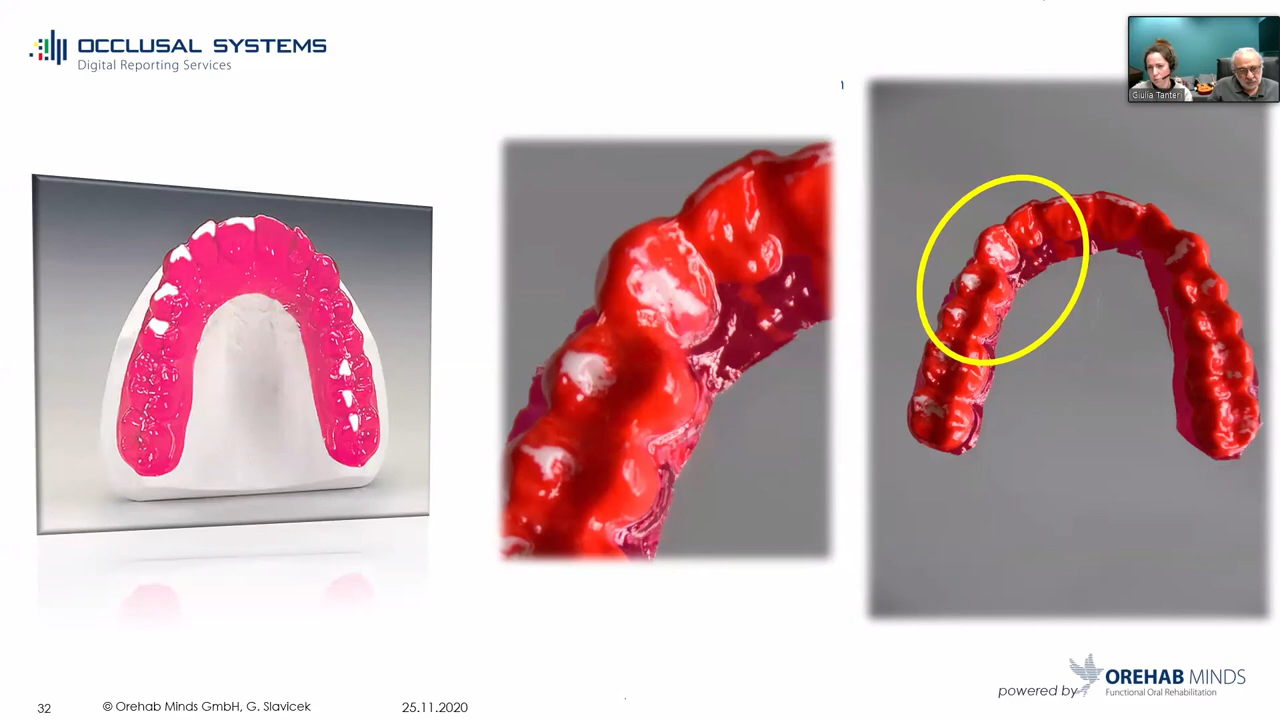 OCCLUSAL SYSTEMS
Digital Reporting Services
Giulia Tanteri
powered by
OREHAB MINDS
Functional Oral Rehabilitation
32
© Orehab Minds GmbH, G. Slavicek
25.11.2020